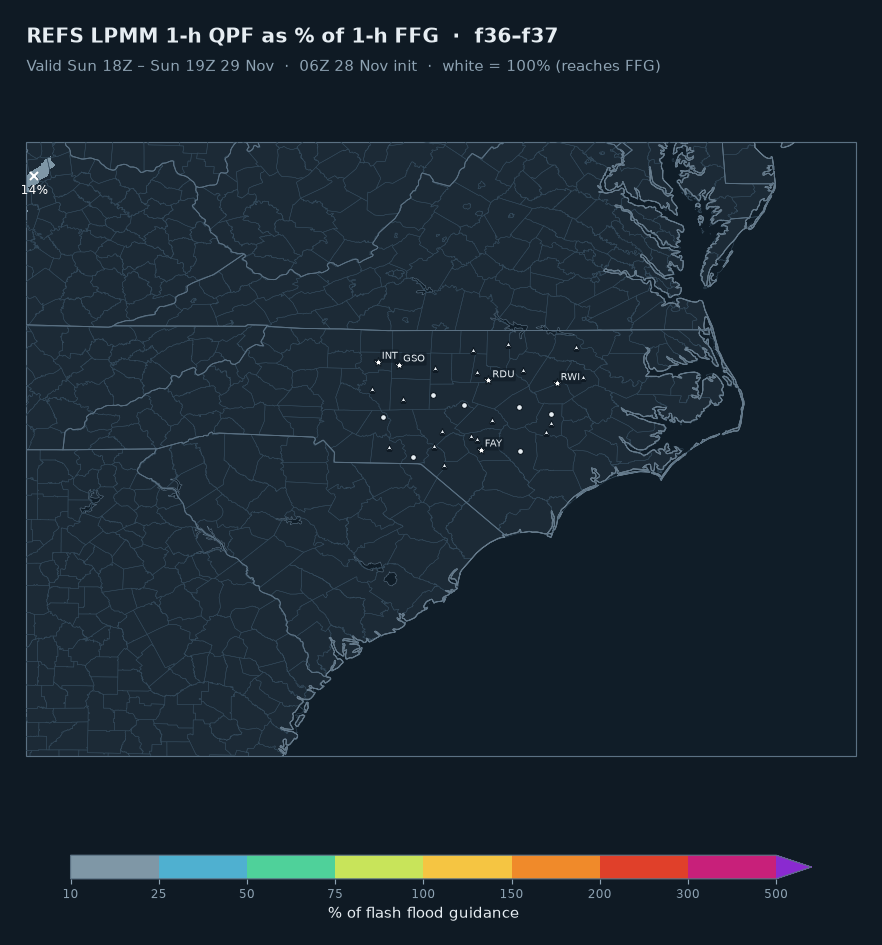 REFS LPMM 1-h QPF as % of 1-h FFG · f36–f37
Valid Sun 18Z – Sun 19Z 29 Nov · 06Z 28 Nov init · white = 100% (reaches FFG)
14%
INT
GSO
RDU
RWI
FAY
10 25 50 75 100 150 200 300 500
% of flash flood guidance